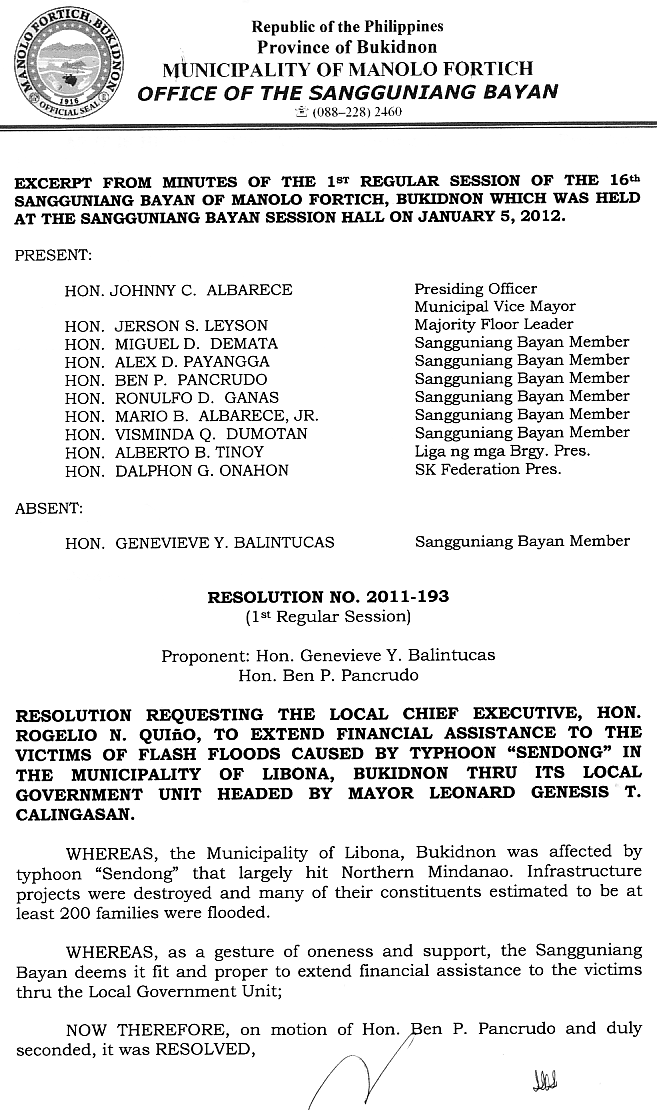 MANOLO FORTICH, BUKIDNON
1916
OFFICIAL SEAL
Republic of the Philippines
Province of Bukidnon
MUNICIPALITY OF MANOLO FORTICH
OFFICE OF THE SANGGUNIANG BAYAN
☏ (088–228) 2460
EXCERPT FROM MINUTES OF THE 1ST REGULAR SESSION OF THE 16th
SANGGUNIANG BAYAN OF MANOLO FORTICH, BUKIDNON WHICH WAS HELD
AT THE SANGGUNIANG BAYAN SESSION HALL ON JANUARY 5, 2012.
PRESENT:
HON. JOHNNY C. ALBARECE Presiding Officer
Municipal Vice Mayor
HON. JERSON S. LEYSON Majority Floor Leader
HON. MIGUEL D. DEMATA Sangguniang Bayan Member
HON. ALEX D. PAYANGGA Sangguniang Bayan Member
HON. BEN P. PANCRUDO Sangguniang Bayan Member
HON. RONULFO D. GANAS Sangguniang Bayan Member
HON. MARIO B. ALBARECE, JR. Sangguniang Bayan Member
HON. VISMINDA Q. DUMOTAN Sangguniang Bayan Member
HON. ALBERTO B. TINOY Liga ng mga Brgy. Pres.
HON. DALPHON G. ONAHON SK Federation Pres.
ABSENT:
HON. GENEVIEVE Y. BALINTUCAS Sangguniang Bayan Member
RESOLUTION NO. 2011-193
(1st Regular Session)
Proponent: Hon. Genevieve Y. Balintucas
Hon. Ben P. Pancrudo
RESOLUTION REQUESTING THE LOCAL CHIEF EXECUTIVE, HON.
ROGELIO N. QUIñO, TO EXTEND FINANCIAL ASSISTANCE TO THE
VICTIMS OF FLASH FLOODS CAUSED BY TYPHOON “SENDONG” IN
THE MUNICIPALITY OF LIBONA, BUKIDNON THRU ITS LOCAL
GOVERNMENT UNIT HEADED BY MAYOR LEONARD GENESIS T.
CALINGASAN.
WHEREAS, the Municipality of Libona, Bukidnon was affected by
typhoon “Sendong” that largely hit Northern Mindanao. Infrastructure
projects were destroyed and many of their constituents estimated to be at
least 200 families were flooded.
WHEREAS, as a gesture of oneness and support, the Sangguniang
Bayan deems it fit and proper to extend financial assistance to the victims
thru the Local Government Unit;
NOW THEREFORE, on motion of Hon. Ben P. Pancrudo and duly
seconded, it was RESOLVED,